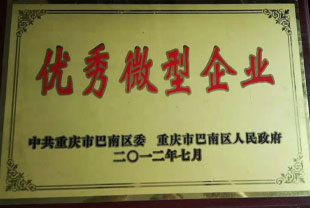 优秀微型企业
中共重庆市巴南区委 重庆市巴南区人民政府
二〇一二年七月